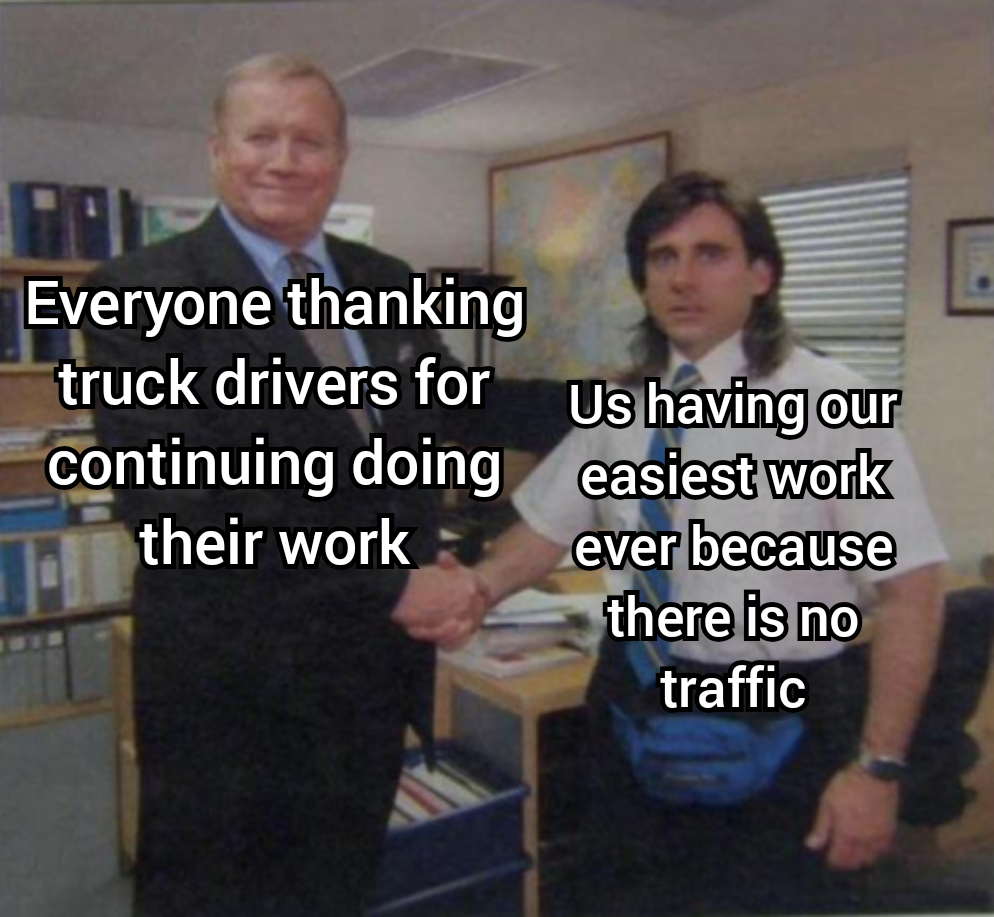 Everyone thanking
truck drivers for
continuing doing
their work
Us having our
easiest work
ever because
there is no
traffic